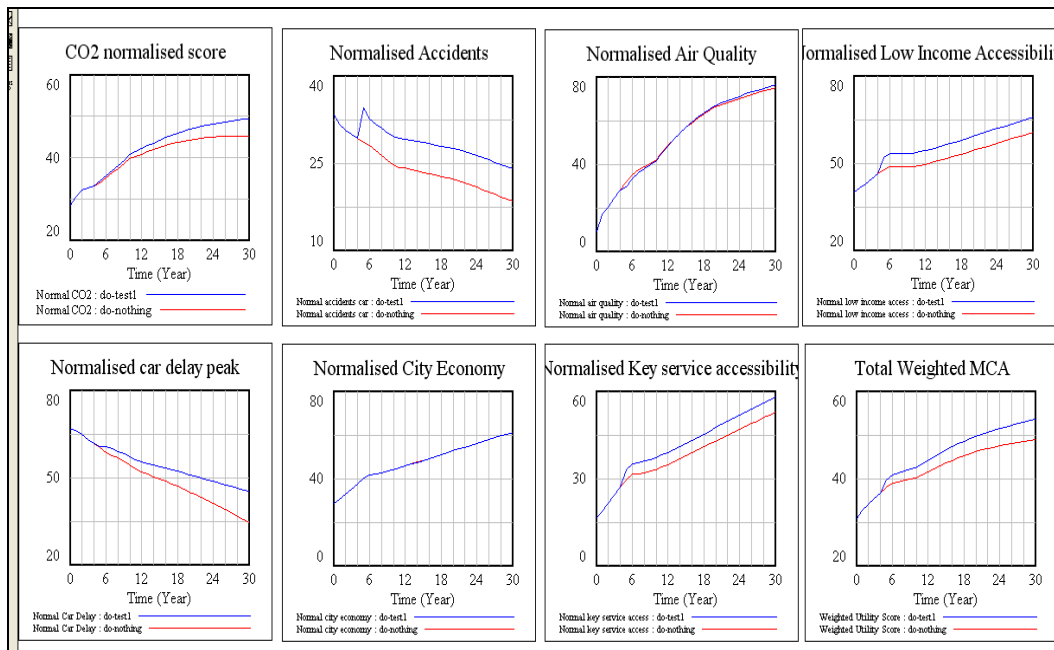 CO2 normalised score
60
40
20
0 6 12 18 24 30
Time (Year)
Normal CO2 : do-test1
Normal CO2 : do-nothing
Normalised Accidents
40
25
10
0 6 12 18 24 30
Time (Year)
Normal accidents car : do-test1
Normal accidents car : do-nothing
Normalised Air Quality
80
40
0
0 6 12 18 24 30
Time (Year)
Normal air quality : do-test1
Normal air quality : do-nothing
Normalised Low Income Accessibili
80
50
20
0 6 12 18 24 30
Time (Year)
Normal low income access : do-test1
Normal low income access : do-nothing
Normalised car delay peak
80
50
20
0 6 12 18 24 30
Time (Year)
Normal Car Delay : do-test1
Normal Car Delay : do-nothing
Normalised City Economy
80
40
0
0 6 12 18 24 30
Time (Year)
Normal city economy : do-test1
Normal city economy : do-nothing
Normalised Key service accessibility
60
30
0
0 6 12 18 24 30
Time (Year)
Normal key service access : do-test1
Normal key service access : do-nothing
Total Weighted MCA
60
40
20
0 6 12 18 24 30
Time (Year)
Weighted Utility Score : do-test1
Weighted Utility Score : do-nothing